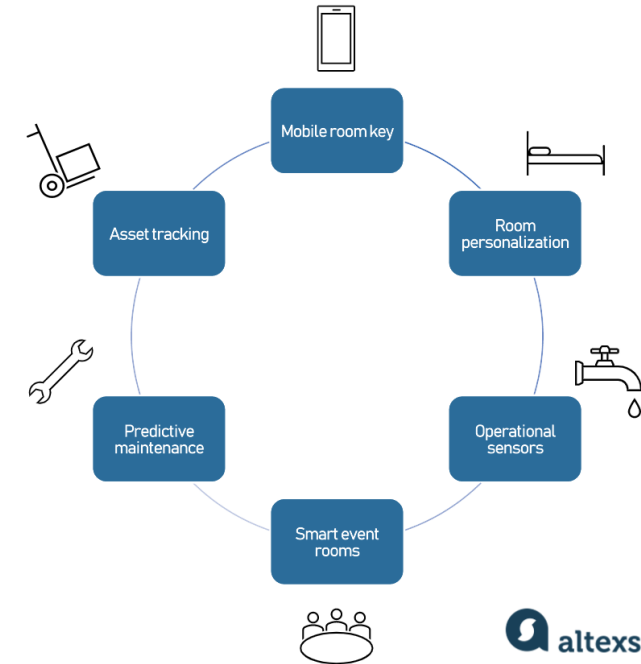 Mobile room key
Room
personalization
Operational
sensors
Smart event
rooms
Predictive
maintenance
Asset tracking
altexs